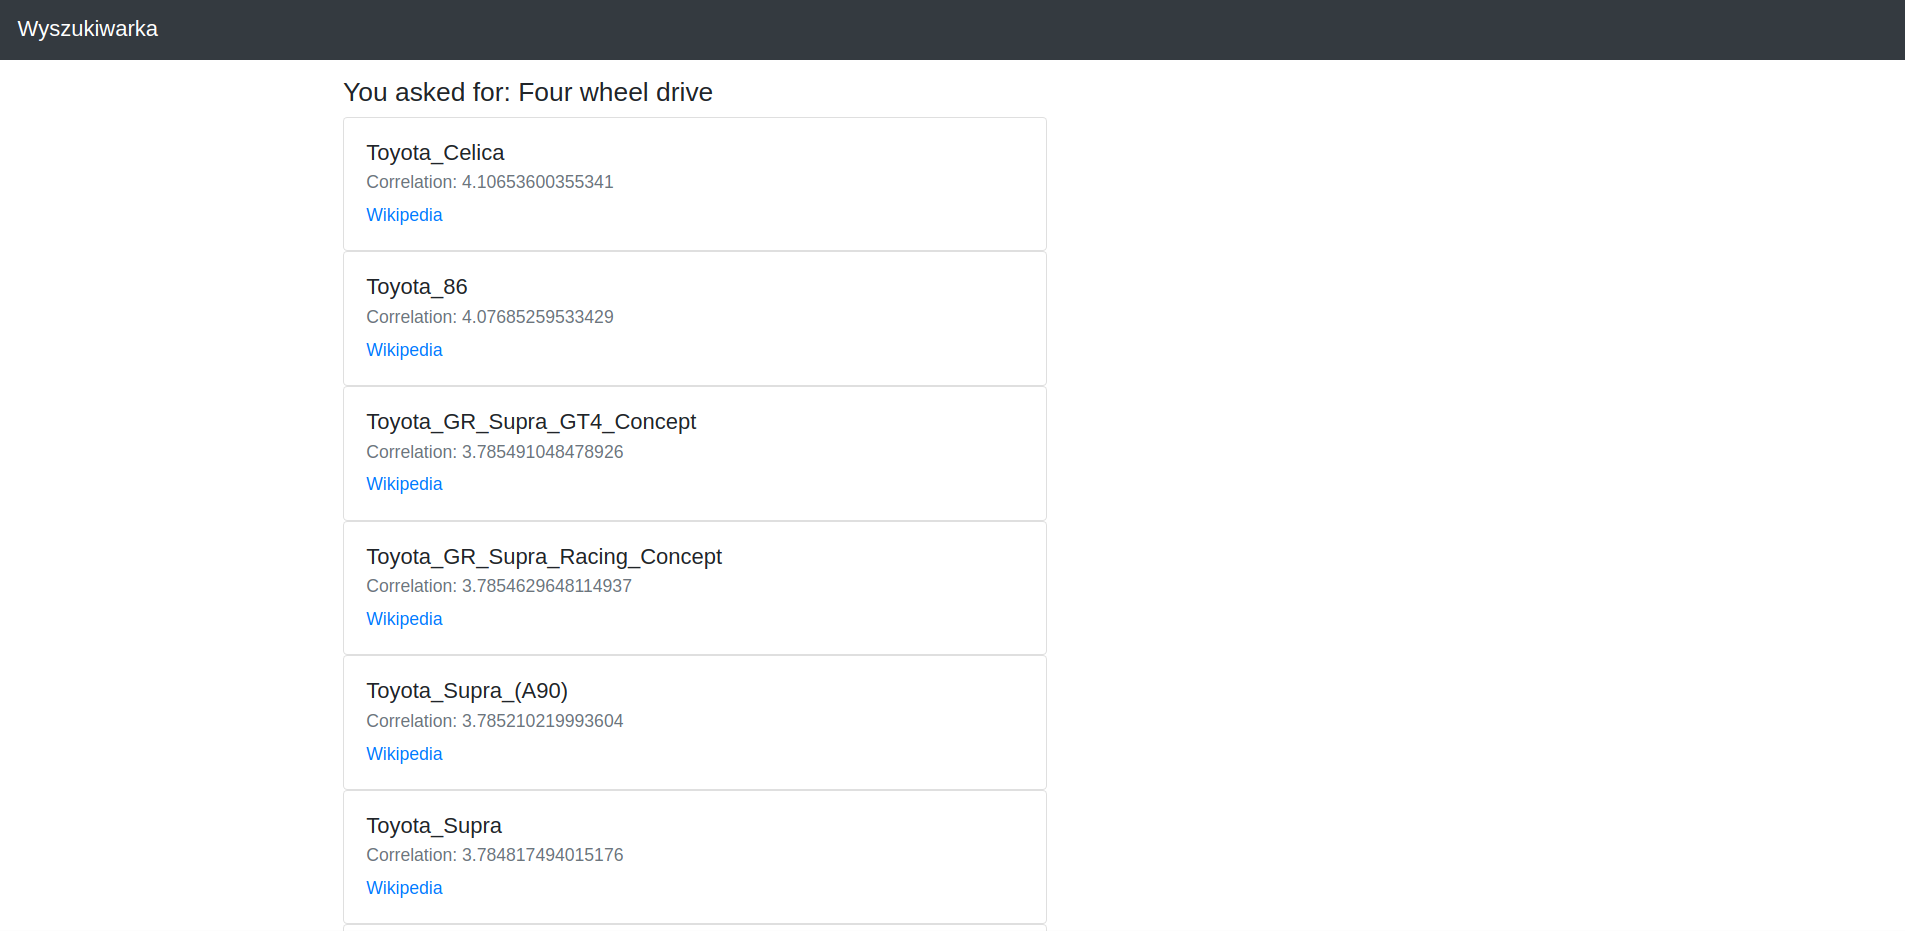 Wyszukiwarka
You asked for: Four wheel drive
Toyota_Celica
Correlation: 4.10653600355341
Wikipedia
Toyota_86
Correlation: 4.07685259533429
Wikipedia
Toyota_GR_Supra_GT4_Concept
Correlation: 3.785491048478926
Wikipedia
Toyota_GR_Supra_Racing_Concept
Correlation: 3.7854629648114937
Wikipedia
Toyota_Supra_(A90)
Correlation: 3.785210219993604
Wikipedia
Toyota_Supra
Correlation: 3.784817494015176
Wikipedia